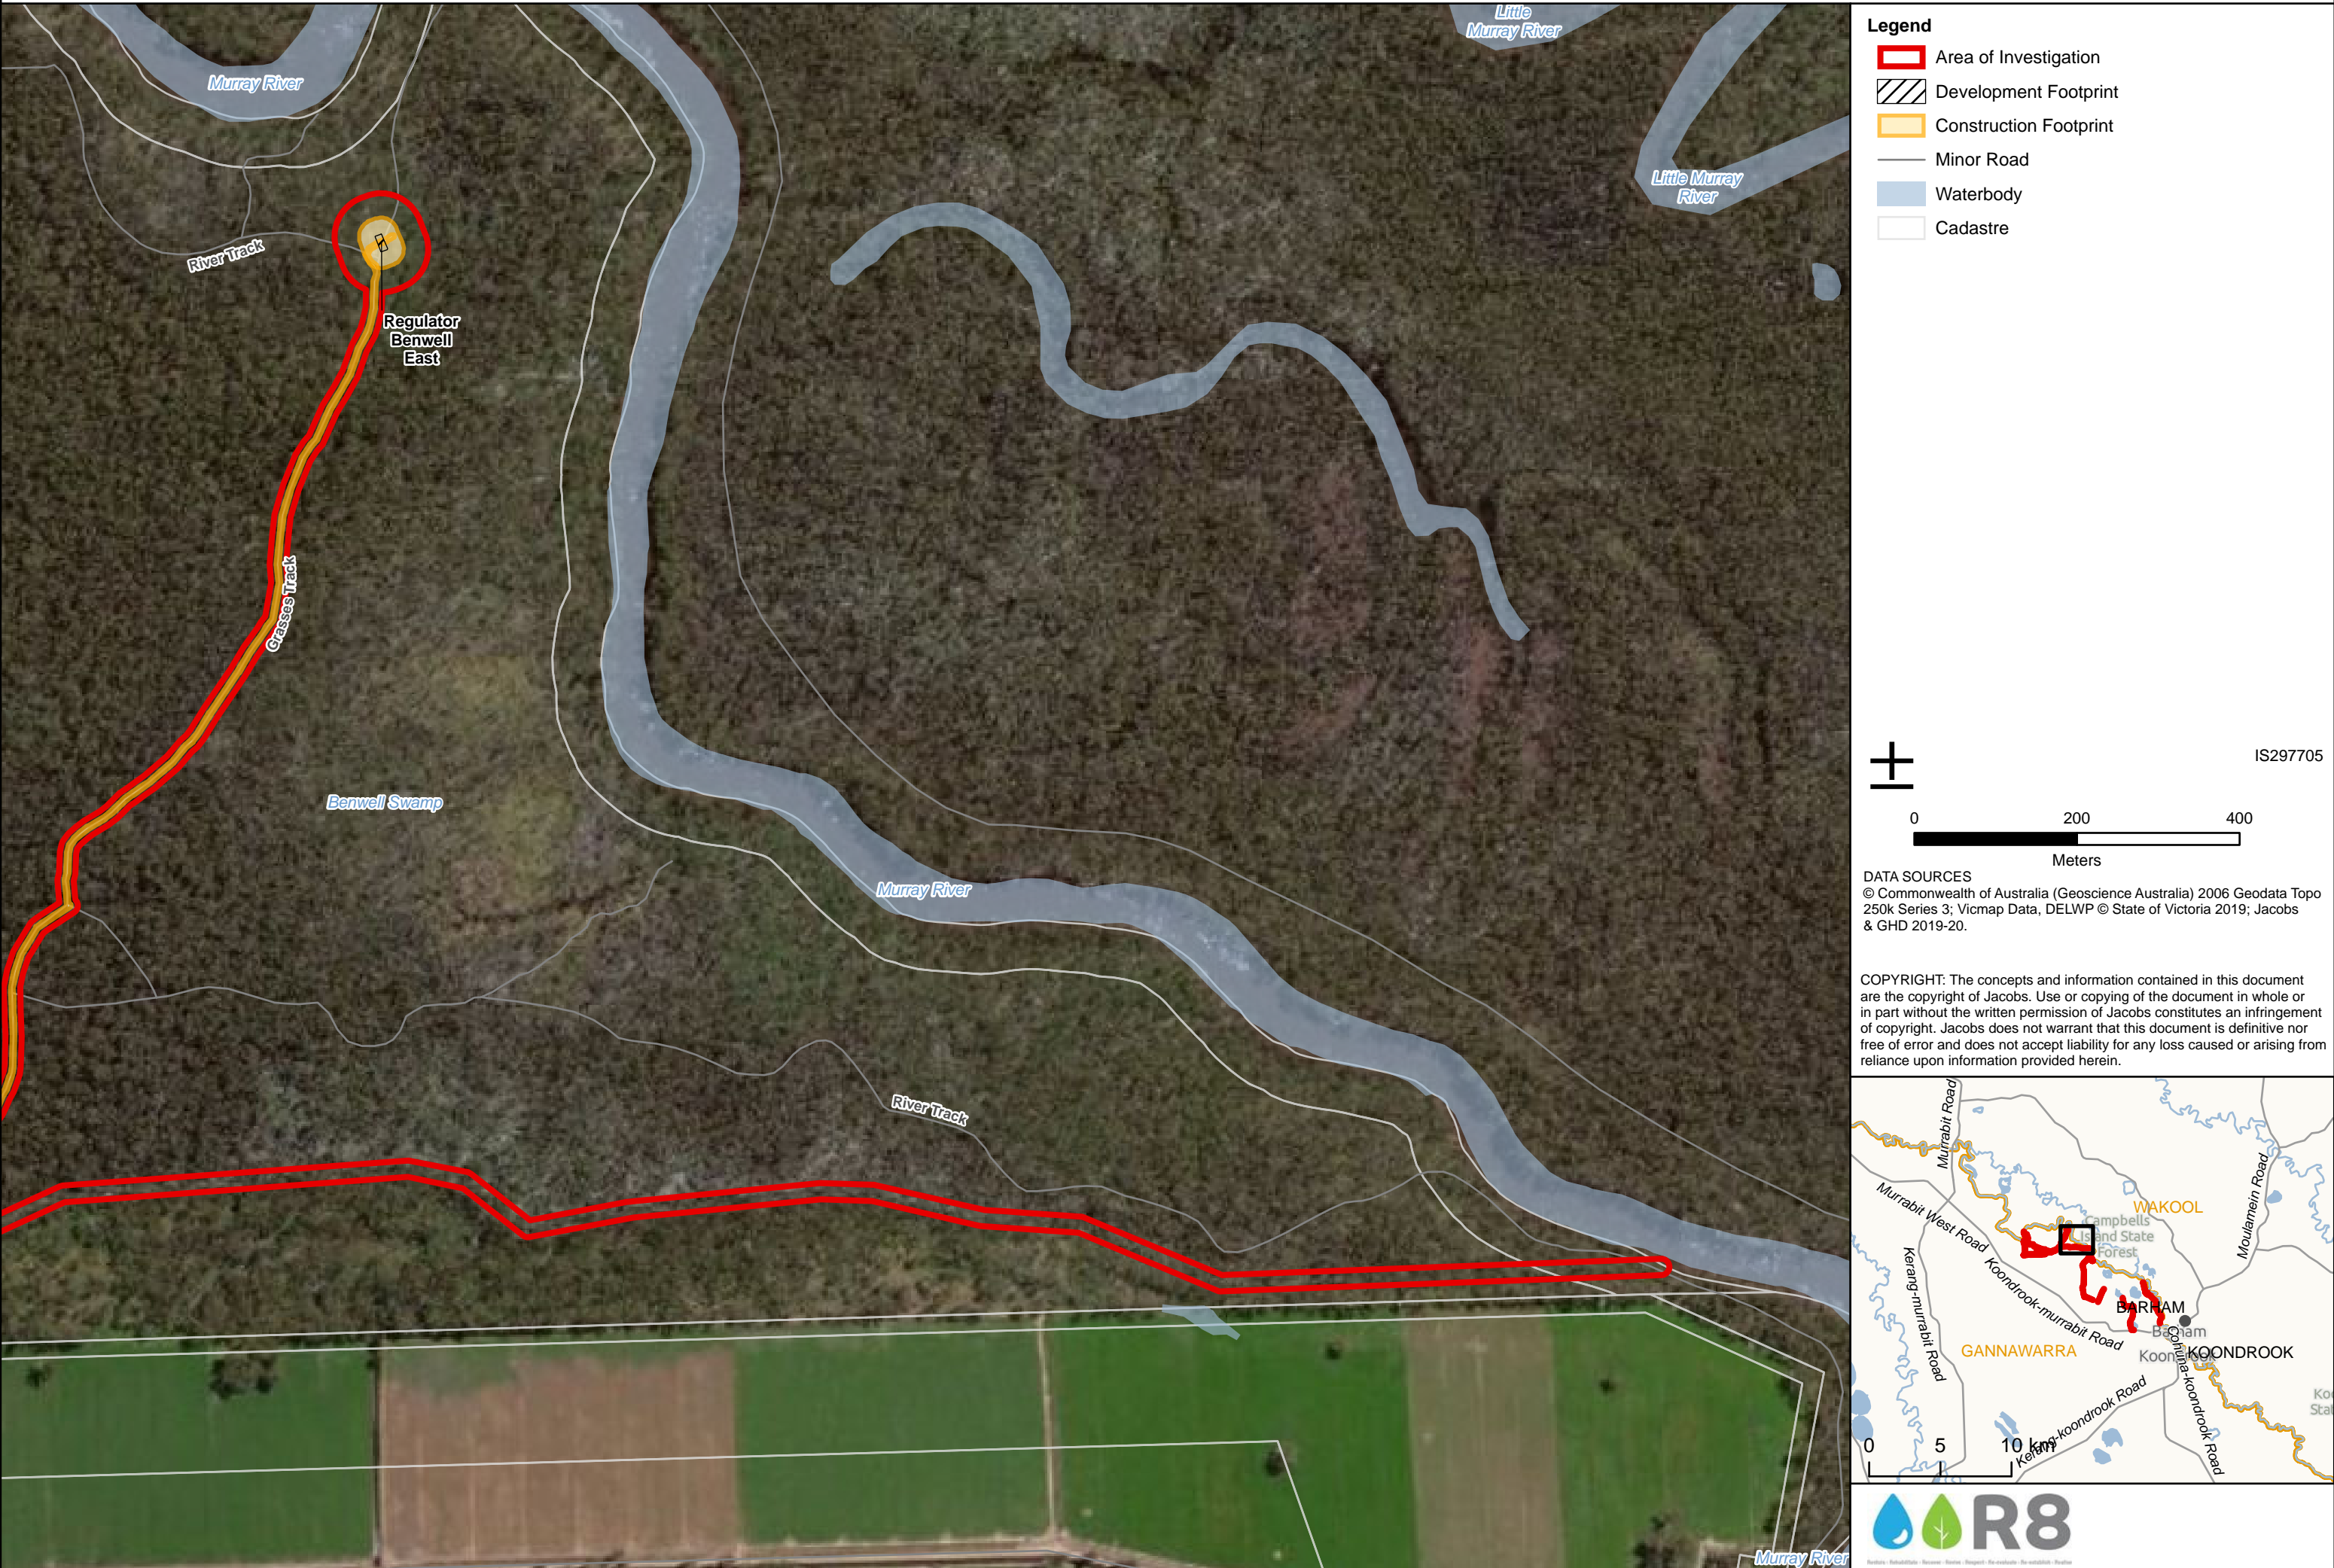 Murray River
Little
Murray River
Little Murray
River
River Track
Regulator
Benwell
East
Grasses Track
Benwell Swamp
Murray River
River Track
Murray River
Legend
Area of Investigation
Development Footprint
Construction Footprint
Minor Road
Waterbody
Cadastre
IS297705
0 200 400
Meters
DATA SOURCES
© Commonwealth of Australia (Geoscience Australia) 2006 Geodata Topo
250k Series 3; Vicmap Data, DELWP © State of Victoria 2019; Jacobs
& GHD 2019-20.
COPYRIGHT: The concepts and information contained in this document
are the copyright of Jacobs. Use or copying of the document in whole or
in part without the written permission of Jacobs constitutes an infringement
of copyright. Jacobs does not warrant that this document is definitive nor
free of error and does not accept liability for any loss caused or arising from
reliance upon information provided herein.
Murrabit Road
Murrabit West Road
WAKOOL
Campbells
Island State
Forest
Moulamein Road
Kerang-murrabit Road
Koondrook-murrabit Road
BARHAM
Barham
GANNAWARRA
KOONDROOK
Cohuna-koondrook Road
Kerang-koondrook Road
0 5 10 km
R8